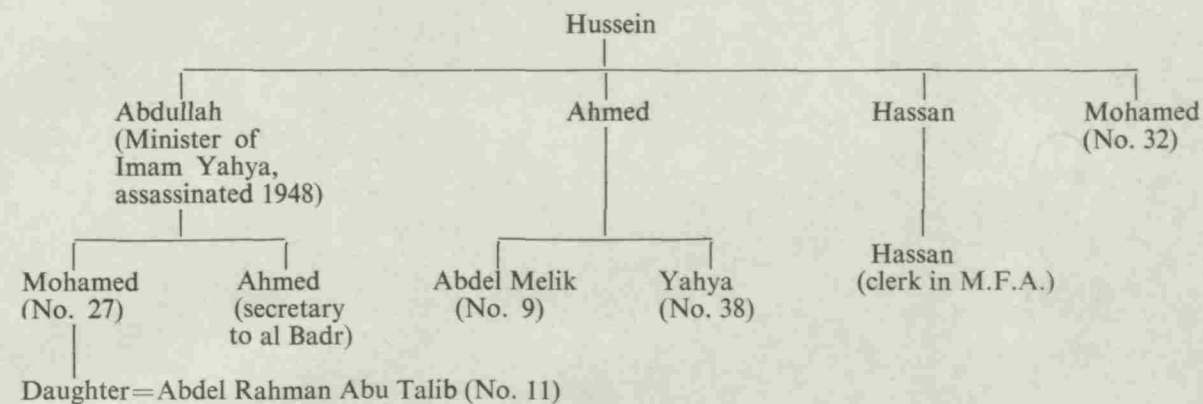 Hussein
Abdullah
(Minister of
Imam Yahya,
assassinated 1948)
Ahmed
Hassan
Mohamed
(No. 32)
Mohamed
(No. 27)
Ahmed
(secretary
to al Badr)
Abdel Melik
(No. 9)
Yahya
(No. 38)
Hassan
(clerk in M.F.A.)
Daughter=Abdel Rahman Abu Talib (No. 11)